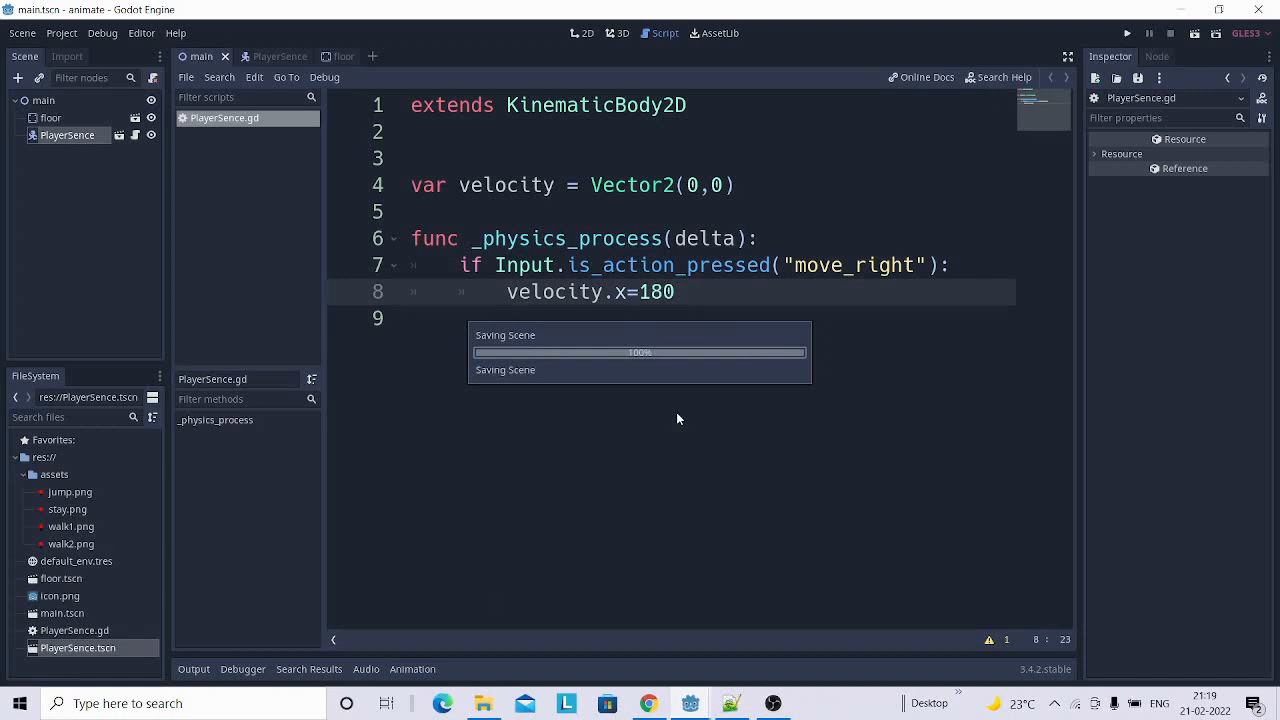 main.tscn - animate - Godot Engine
Scene Project Debug Editor Help
2D 3D Script AssetLib
GLES3
Scene Import
main PlayerSence floor
Inspector Node
Filter nodes
File Search Edit Go To Debug
Online Docs Search Help
main
floor
PlayerSence
Filter scripts
PlayerSence.gd
PlayerSence.gd
Filter methods
_physics_process
1 extends KinematicBody2D
2
3
4 var velocity = Vector2(0,0)
5
6 func _physics_process(delta):
7 if Input.is_action_pressed("move_right"):
8 velocity.x=180
9
Saving Scene
100%
Saving Scene
PlayerSence.gd
Filter properties
Resource
Resource
Reference
FileSystem
res://PlayerSence.tscn
Search files
Favorites:
res://
assets
jump.png
stay.png
walk1.png
walk2.png
default_env.tres
floor.tscn
icon.png
main.tscn
PlayerSence.gd
PlayerSence.tscn
1 8 : 23
Output Debugger Search Results Audio Animation
3.4.2.stable
Type here to search
Desktop
23°C
ENG
21:19
21-02-2022
2